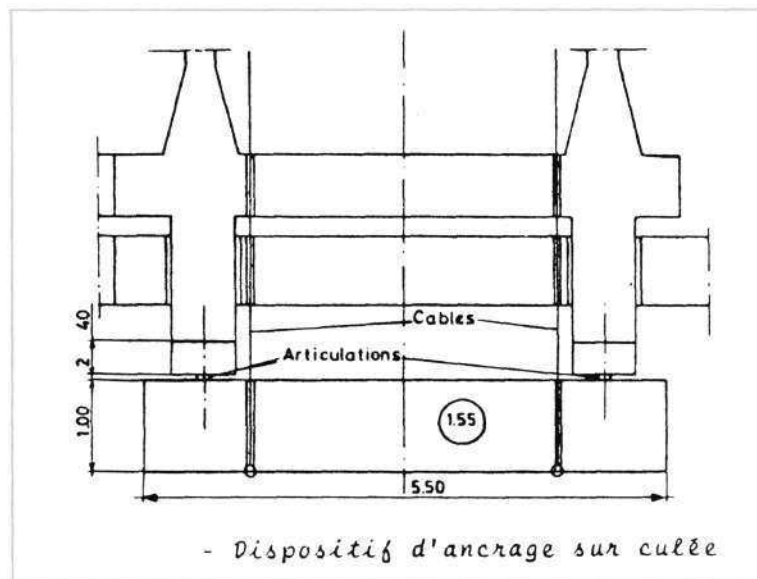 Cables
40
Articulations
2
1.00
1.55
5.50
- Dispositif d'ancrage sur culée